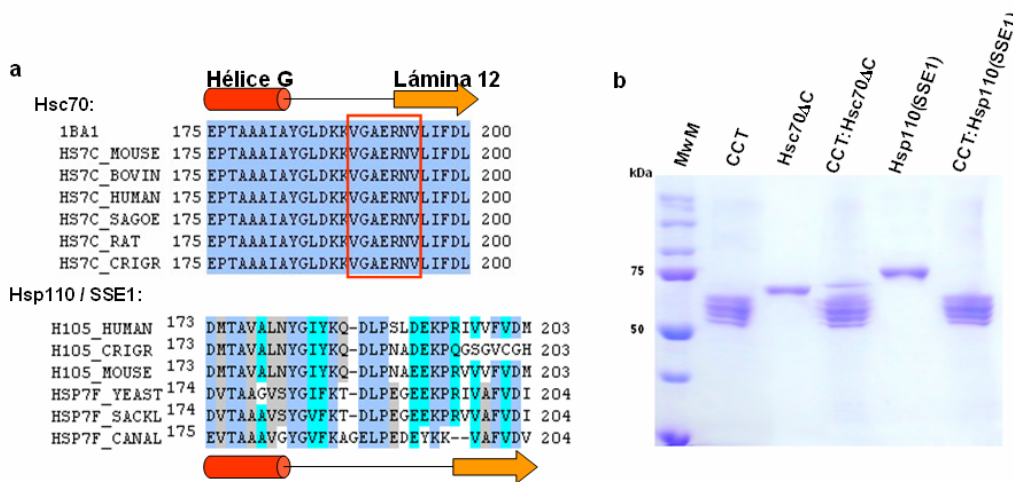 a
Hélice G Lámina 12
Hsc70:
1BA1 175 EPTAAAIAYGLDKKVGAERNVLIFDL 200
HS7C_MOUSE 175 EPTAAAIAYGLDKKVGAERNVLIFDL 200
HS7C_BOVIN 175 EPTAAAIAYGLDKKVGAERNVLIFDL 200
HS7C_HUMAN 175 EPTAAAIAYGLDKKVGAERNVLIFDL 200
HS7C_SAGOE 175 EPTAAAIAYGLDKKVGAERNVLIFDL 200
HS7C_RAT 175 EPTAAAIAYGLDKKVGAERNVLIFDL 200
HS7C_CRIGR 175 EPTAAAIAYGLDKKVGAERNVLIFDL 200
Hsp110 / SSE1:
H105_HUMAN 173 DMTAVALNYGIYKQ-DLPSLDEKPRIVVFVDM 203
H105_CRIGR 173 DMTAVALNYGIYKQ-DLPNADEKPQGSGVCGH 203
H105_MOUSE 173 DMTAVALNYGIYKQ-DLPNAEEKPRVVVFVDM 203
HSP7F_YEAST 174 DVTAAGVSYGIFKT-DLPEGEEKPRIVAFVDI 204
HSP7F_SACKL 174 DVTAAAVSYGVFKT-DLPEGEEKPRVVAFVDI 204
HSP7F_CANAL 175 EVTAAAVGYGVFKAGELPEDEYKK--VAFVDV 204
b
MwM
CCT
Hsc70ΔC
CCT:Hsc70ΔC
Hsp110(SSE1)
CCT:Hsp110(SSE1)
kDa
75
50